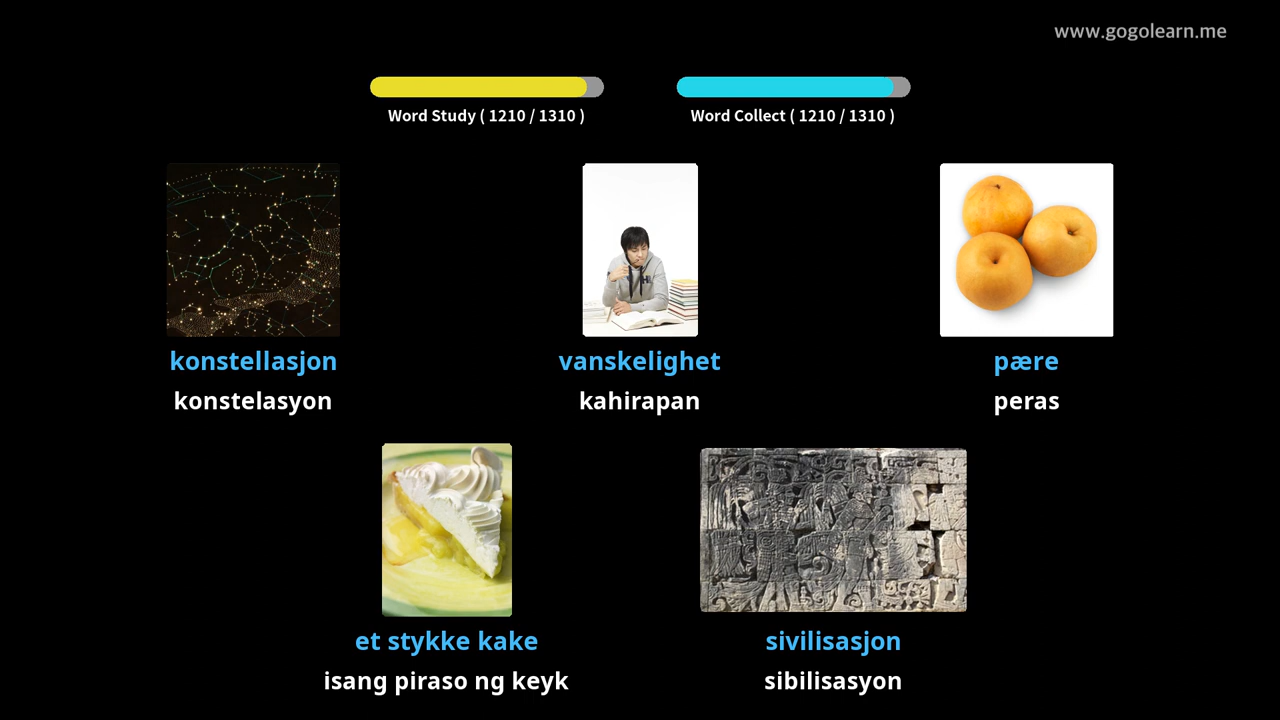 www.gogolearn.me
Word Study ( 1210 / 1310 )
Word Collect ( 1210 / 1310 )
konstellasjon
vanskelighet
pære
konstelasyon
kahirapan
peras
et stykke kake
sivilisasjon
isang piraso ng keyk
sibilisasyon